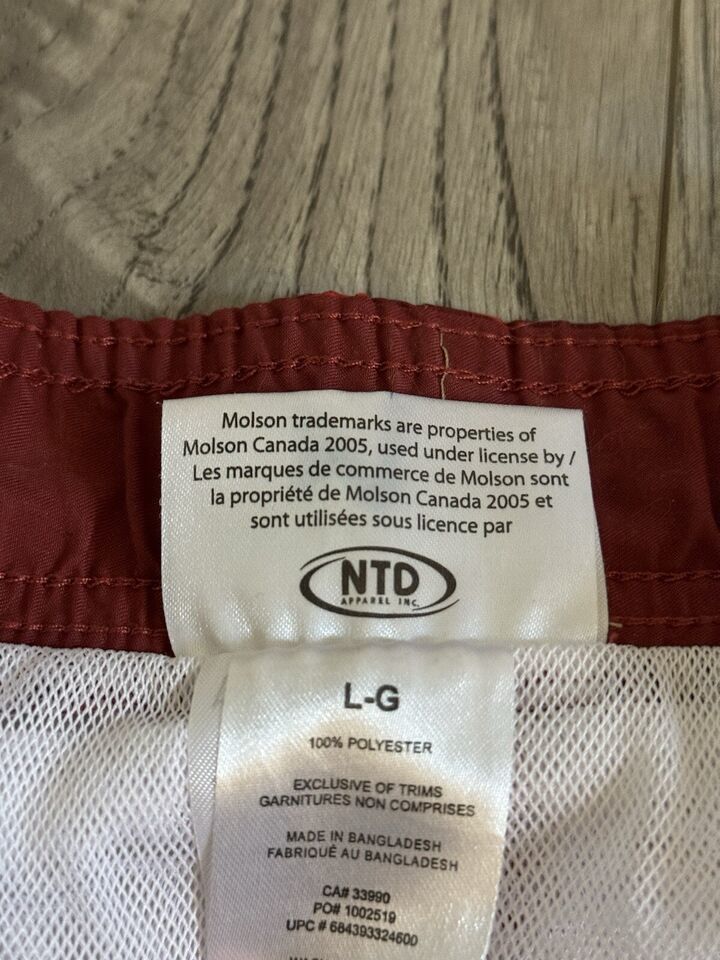 Molson trademarks are properties of
Molson Canada 2005, used under license by /
Les marques de commerce de Molson sont
la propriété de Molson Canada 2005 et
sont utilisées sous licence par
NTD
APPAREL INC.
L-G
100% POLYESTER
EXCLUSIVE OF TRIMS
GARNITURES NON COMPRISES
MADE IN BANGLADESH
FABRIQUÉ AU BANGLADESH
CA# 33990
PO# 1002519
UPC # 684393324600